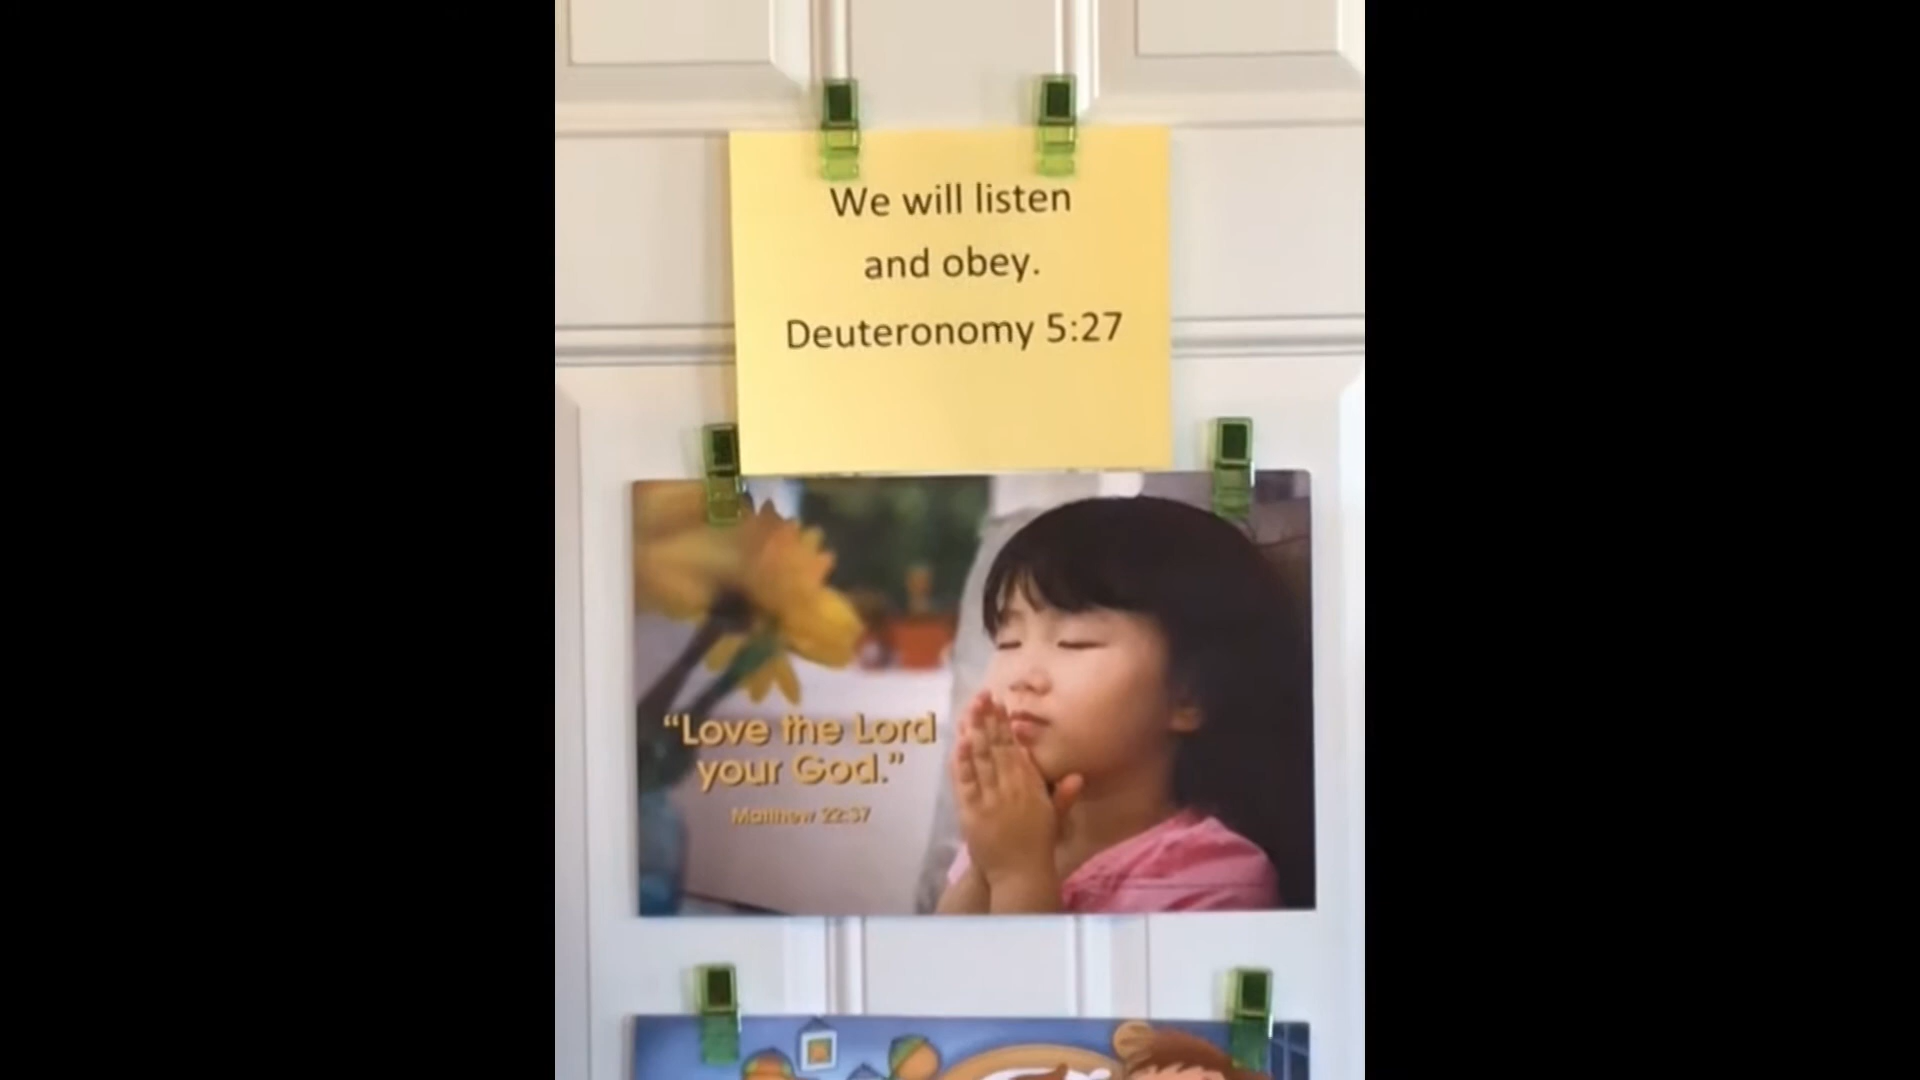 We will listen
and obey.
Deuteronomy 5:27
“Love the Lord
your God.”
Matthew 22:37